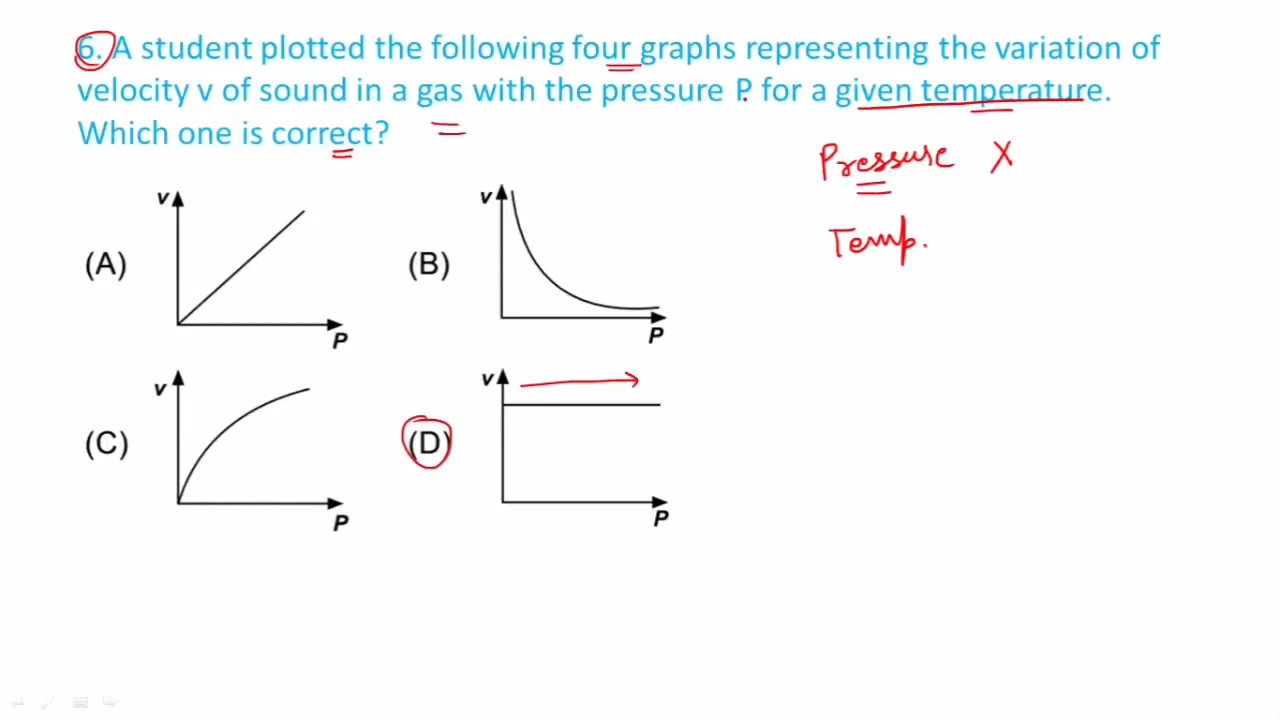 6. A student plotted the following four graphs representing the variation of
velocity v of sound in a gas with the pressure P for a given temperature.
Which one is correct?
Pressure X
Temp.
(A)
v
P
(B)
v
P
(C)
v
P
(D)
v
P